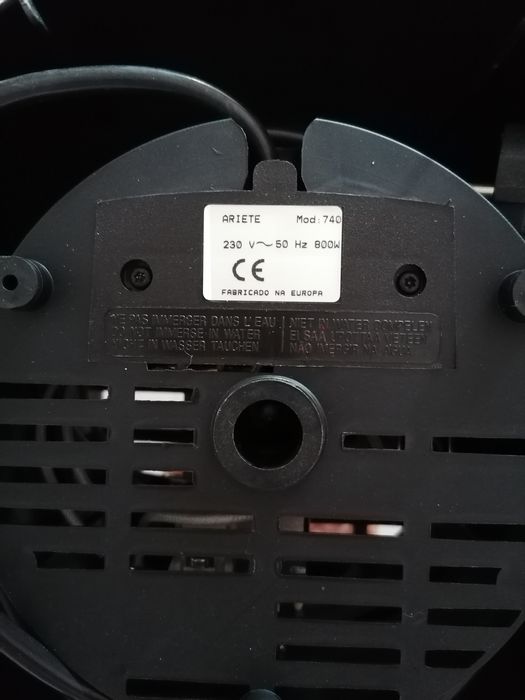 ARIETE Mod:740
230 V~50 Hz 800W
CE
FABRICADO NA EUROPA
NE PAS IMMERGER DANS L'EAU
DO NOT IMMERSE IN WATER
NICHT IN WASSER TAUCHEN
NIET IN WATER DOMPELEN
NÃO IMERGIR NA AGUA